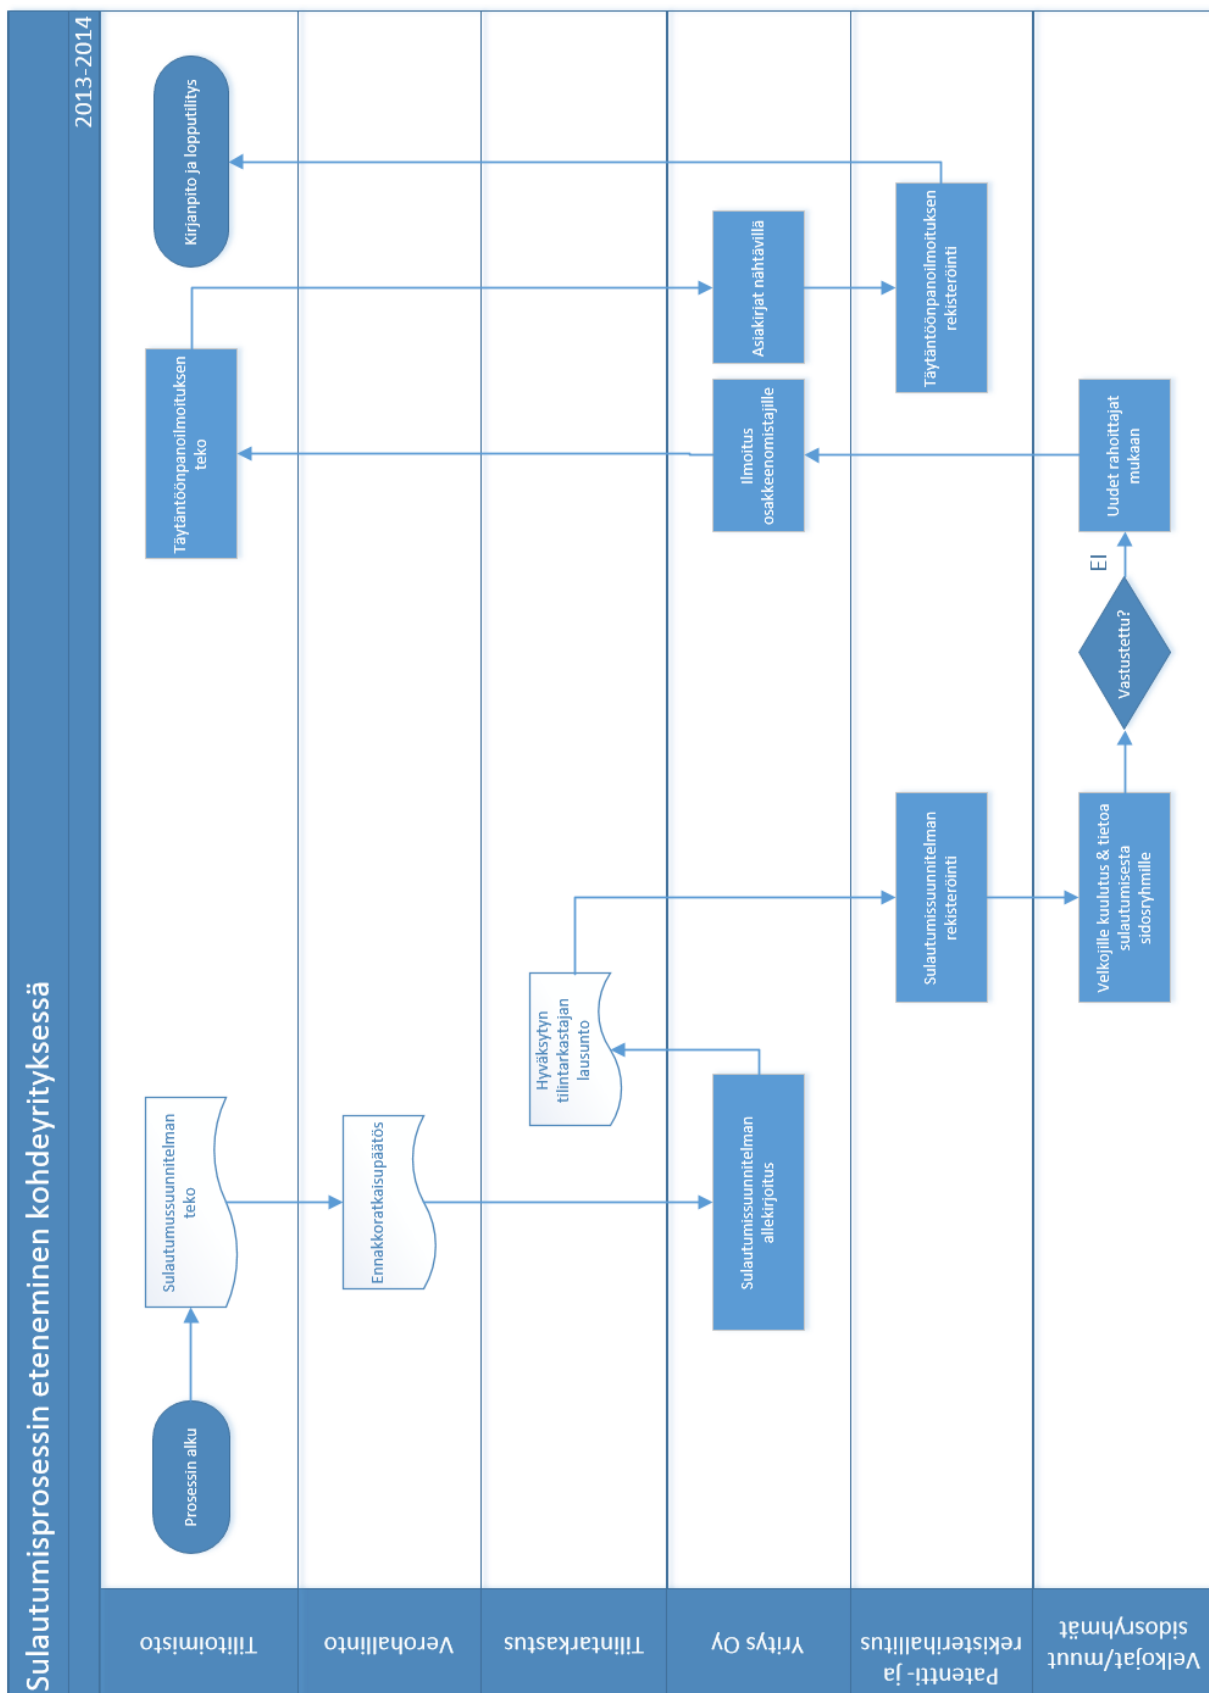 Sulautumisprosessin eteneminen kohdeyrityksessä
2013-2014
Tilitoimisto
Prosessin alku
Sulautumussuunnitelman
teko
Täytäntöönpanoilmoituksen
teko
Kirjanpito ja lopputilitys
Verohallinto
Ennakkoratkaisupäätös
Tilintarkastus
Hyväksytyn
tilintarkastajan
lausunto
Yritys Oy
Sulautumissuunnitelman
allekirjoitus
Ilmoitus
osakkeenomistajille
Asiakirjat nähtävillä
Patentti- ja
rekisterihallitus
Sulautumissuunnitelman
rekisteröinti
Täytäntöönpanoilmoituksen
rekisteröinti
Velkojat/muut
sidosryhmät
Velkojille kuulutus & tietoa
sulautumisesta
sidosryhmille
Vastustettu?
EI
Uudet rahoittajat
mukaan